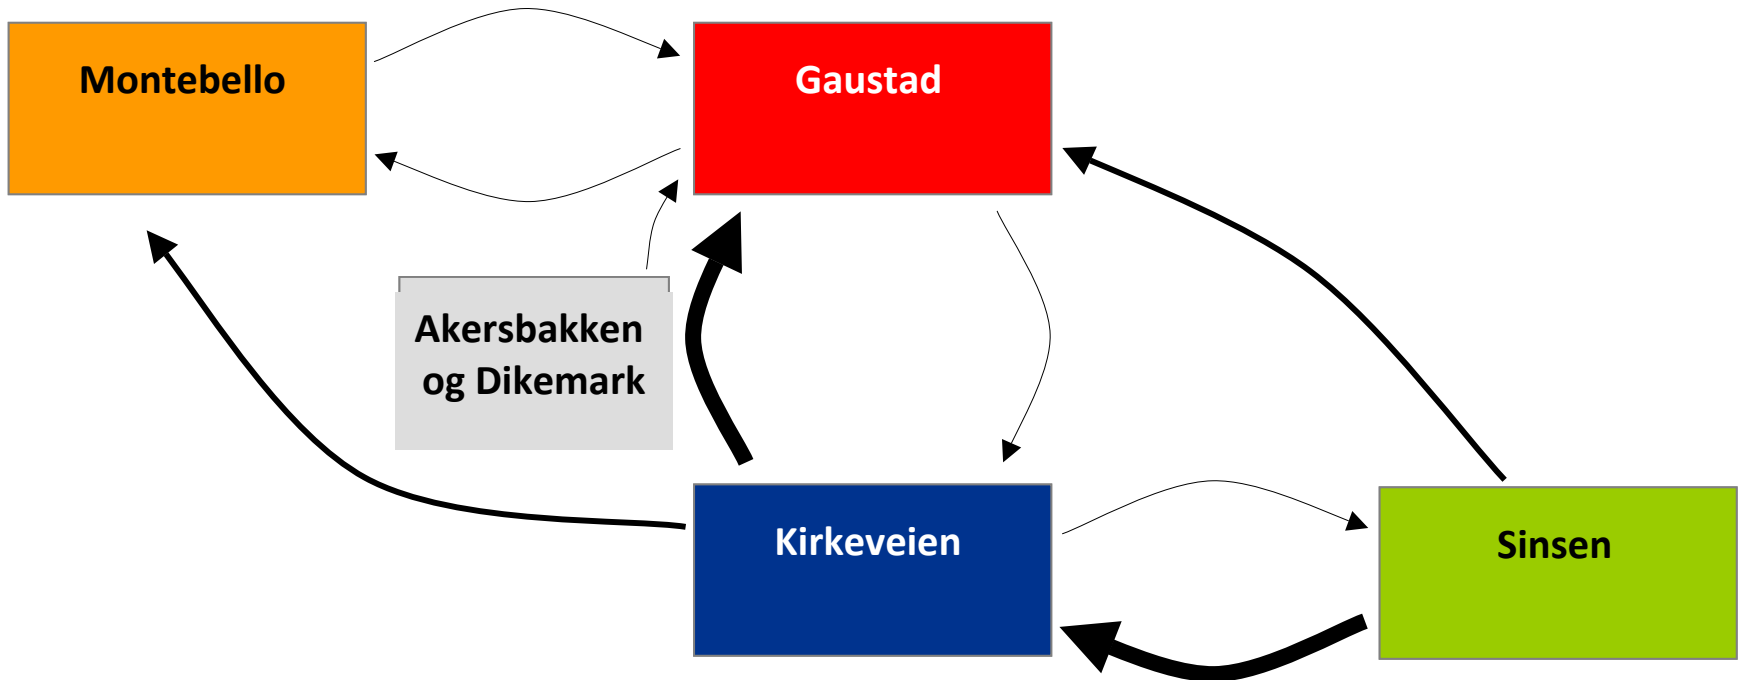 Montebello
Gaustad
Akersbakken
og Dikemark
Kirkeveien
Sinsen